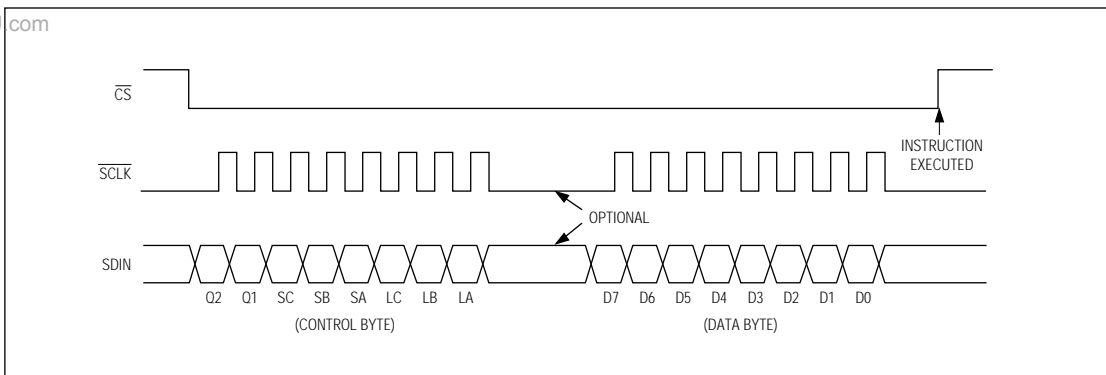 .com
CS
INSTRUCTION
EXECUTED
SCLK
OPTIONAL
SDIN
Q2 Q1 SC SB SA LC LB LA D7 D6 D5 D4 D3 D2 D1 D0
(CONTROL BYTE) (DATA BYTE)